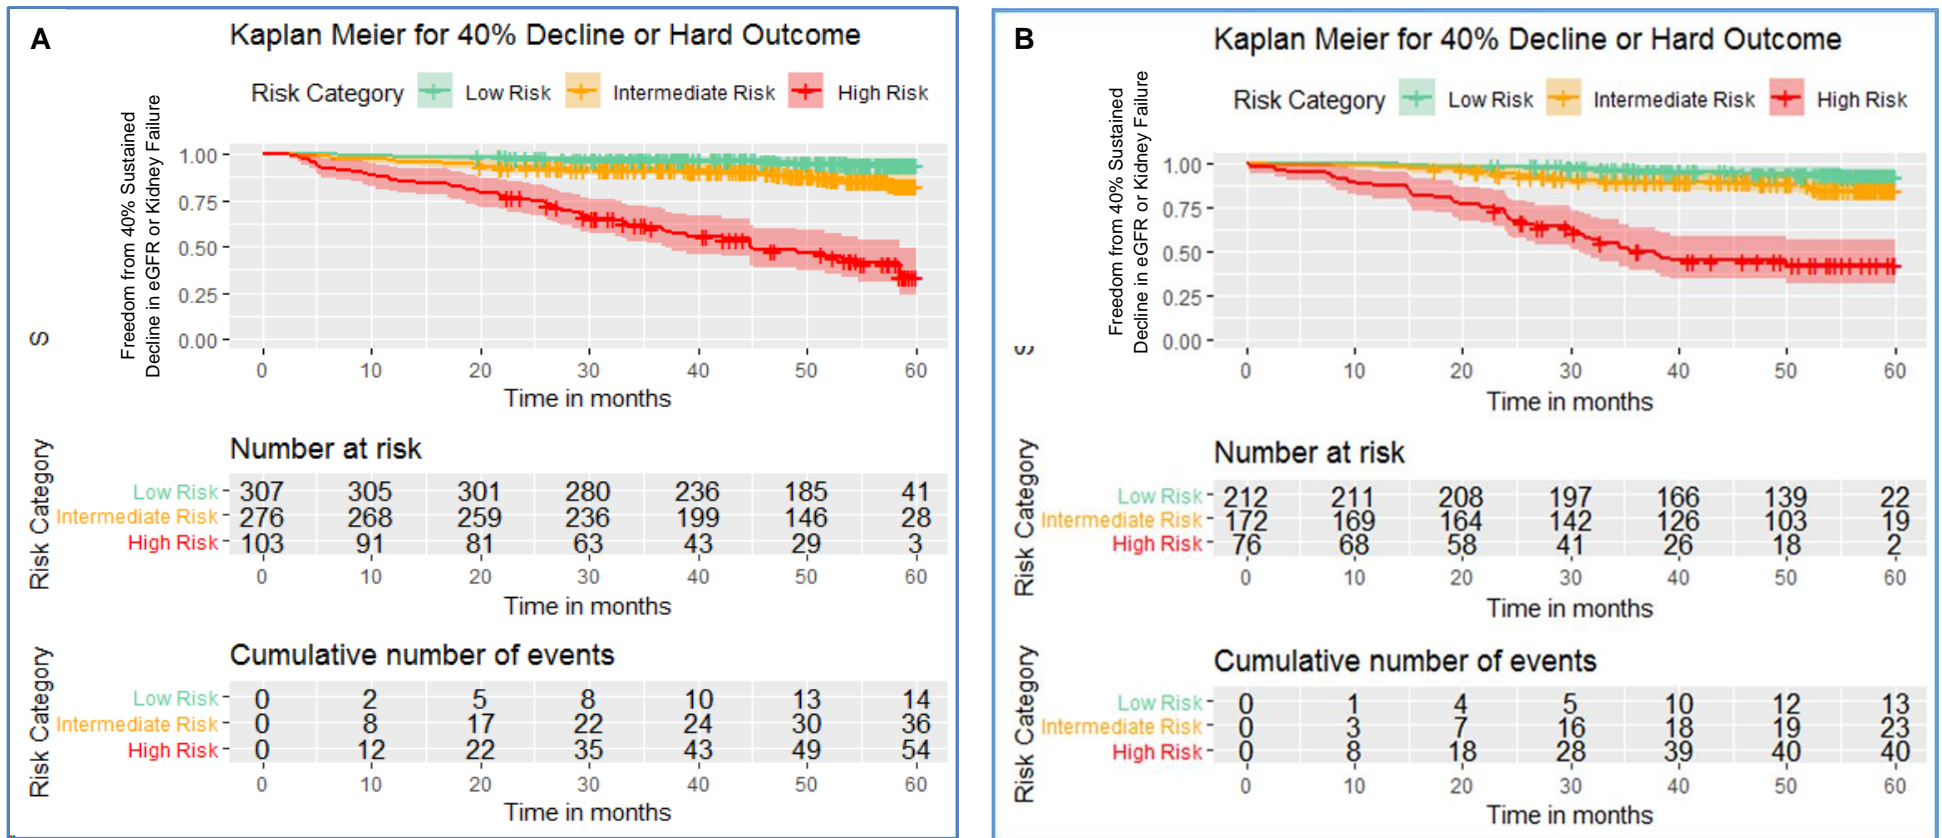 A
Kaplan Meier for 40% Decline or Hard Outcome
Risk Category Low Risk Intermediate Risk High Risk
Freedom from 40% Sustained
Decline in eGFR or Kidney Failure
S
1.00
0.75
0.50
0.25
0.00
0 10 20 30 40 50 60
Time in months
Number at risk
Risk Category
Low Risk 307 305 301 280 236 185 41
Intermediate Risk 276 268 259 236 199 146 28
High Risk 103 91 81 63 43 29 3
0 10 20 30 40 50 60
Time in months
Cumulative number of events
Risk Category
Low Risk 0 2 5 8 10 13 14
Intermediate Risk 0 8 17 22 24 30 36
High Risk 0 12 22 35 43 49 54
0 10 20 30 40 50 60
Time in months
B
Kaplan Meier for 40% Decline or Hard Outcome
Risk Category Low Risk Intermediate Risk High Risk
Freedom from 40% Sustained
Decline in eGFR or Kidney Failure
1.00
0.75
0.50
0.25
0.00
0 10 20 30 40 50 60
Time in months
Number at risk
Risk Category
Low Risk 212 211 208 197 166 139 22
Intermediate Risk 172 169 164 142 126 103 19
High Risk 76 68 58 41 26 18 2
0 10 20 30 40 50 60
Time in months
Cumulative number of events
Risk Category
Low Risk 0 1 4 5 10 12 13
Intermediate Risk 0 3 7 16 18 19 23
High Risk 0 8 18 28 39 40 40
0 10 20 30 40 50 60
Time in months